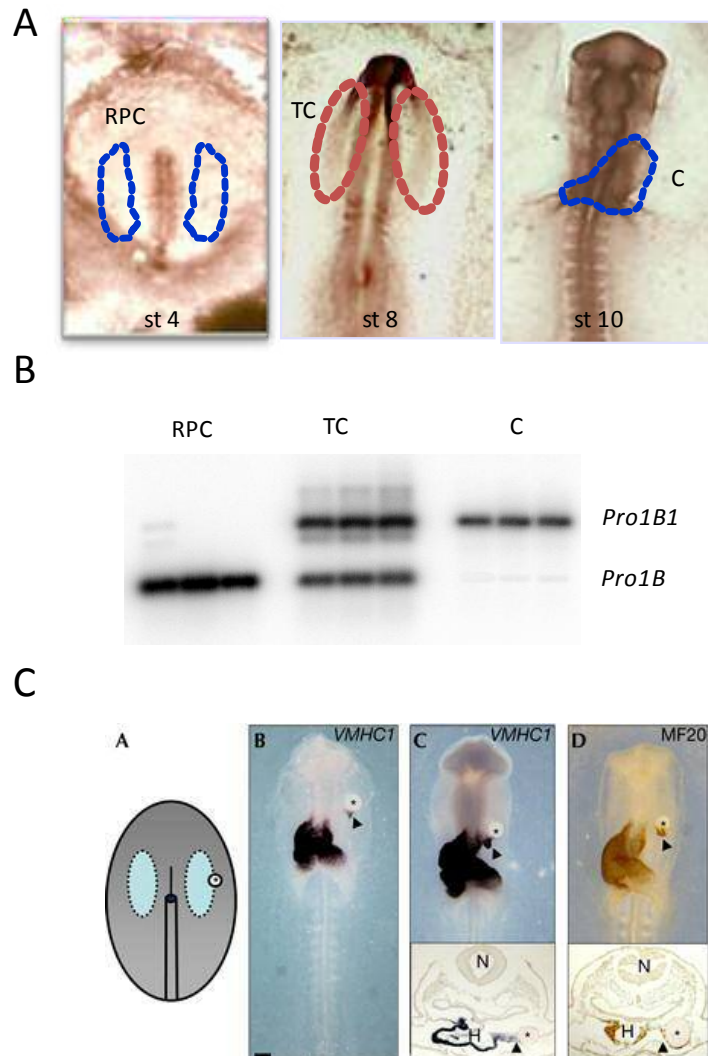 A
RPC
TC
C
st 4
st 8
st 10
B
RPC TC C
Pro1B1
Pro1B
C
A B VMHC1 C VMHC1 D MF20
*
*
*
*
N N
H * H *